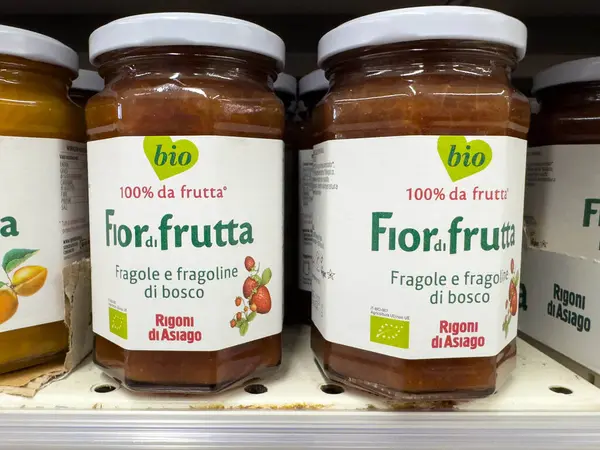 bio
100% da frutta°
Fior di frutta
Fragole e fragoline
di bosco
Rigoni
di Asiago
bio
100% da frutta°
Fior di frutta
Fragole e fragoline
di bosco
Rigoni
di Asiago
Rigoni
di Asiago